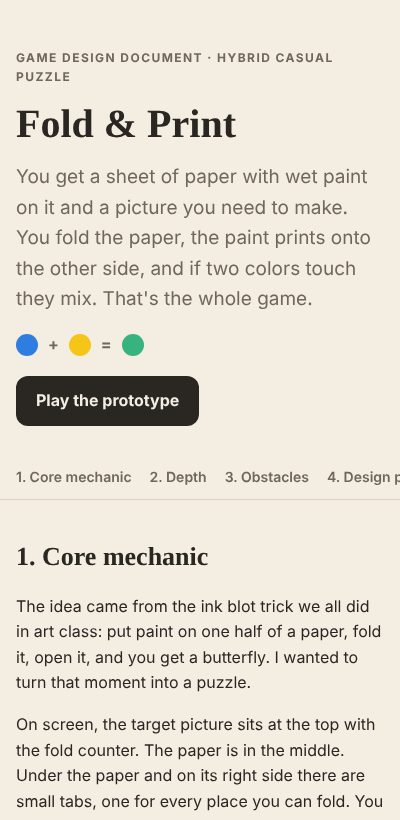 GAME DESIGN DOCUMENT · HYBRID CASUAL
PUZZLE
Fold & Print
You get a sheet of paper with wet paint
on it and a picture you need to make.
You fold the paper, the paint prints onto
the other side, and if two colors touch
they mix. That's the whole game.
+ =
Play the prototype
1. Core mechanic 2. Depth 3. Obstacles 4. Design p
1. Core mechanic
The idea came from the ink blot trick we all did
in art class: put paint on one half of a paper, fold
it, open it, and you get a butterfly. I wanted to
turn that moment into a puzzle.
On screen, the target picture sits at the top with
the fold counter. The paper is in the middle.
Under the paper and on its right side there are
small tabs, one for every place you can fold. You